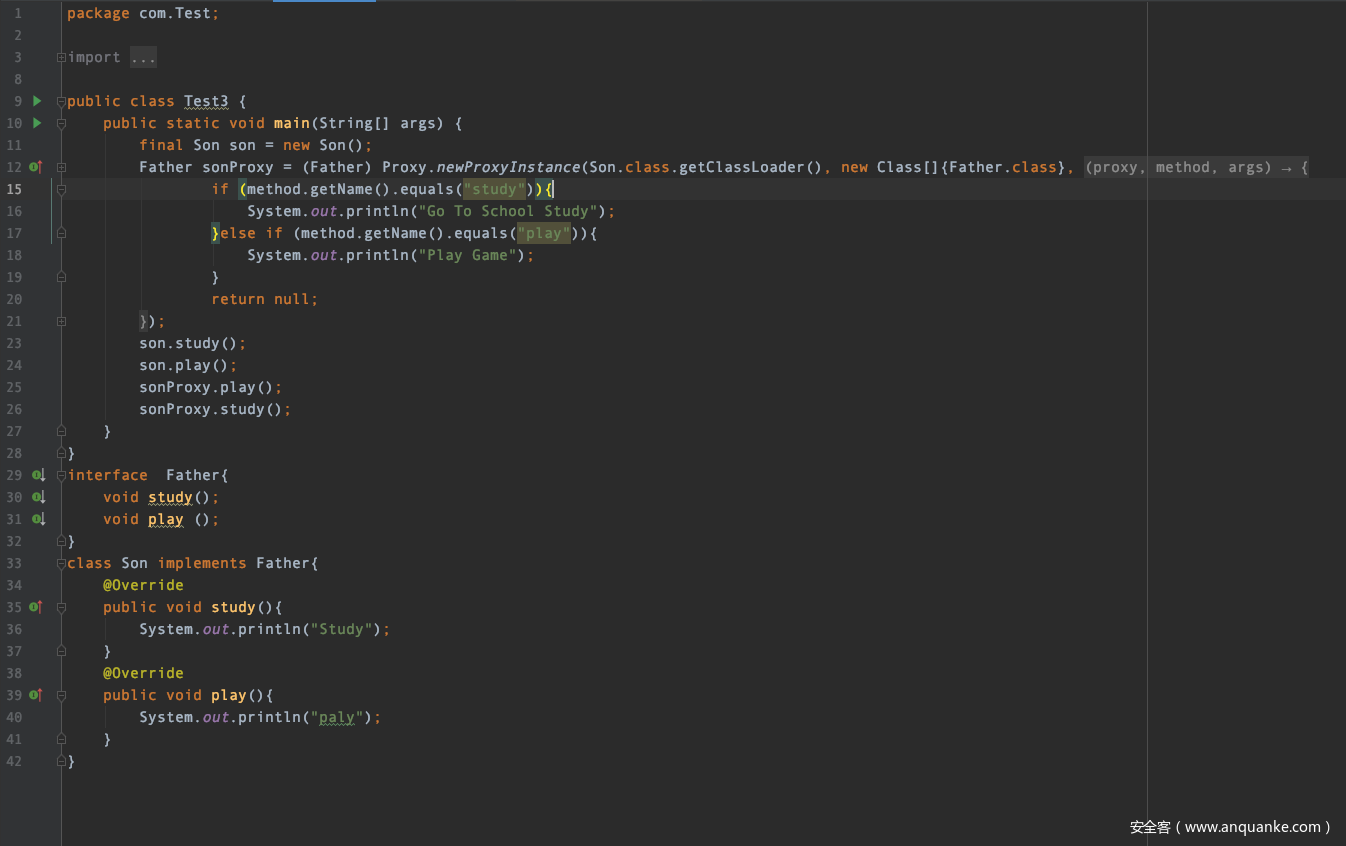 1 package com.Test;
2
3 import ...
8
9 public class Test3 {
10     public static void main(String[] args) {
11         final Son son = new Son();
12         Father sonProxy = (Father) Proxy.newProxyInstance(Son.class.getClassLoader(), new Class[]{Father.class}, (proxy, method, args) → {
15                 if (method.getName().equals("study")){
16                     System.out.println("Go To School Study");
17                 }else if (method.getName().equals("play")){
18                     System.out.println("Play Game");
19                 }
20                 return null;
21         });
23         son.study();
24         son.play();
25         sonProxy.play();
26         sonProxy.study();
27     }
28 }
29 interface  Father{
30     void study();
31     void play ();
32 }
33 class Son implements Father{
34     @Override
35     public void study(){
36         System.out.println("Study");
37     }
38     @Override
39     public void play(){
40         System.out.println("paly");
41     }
42 }
安全客（www.anquanke.com）